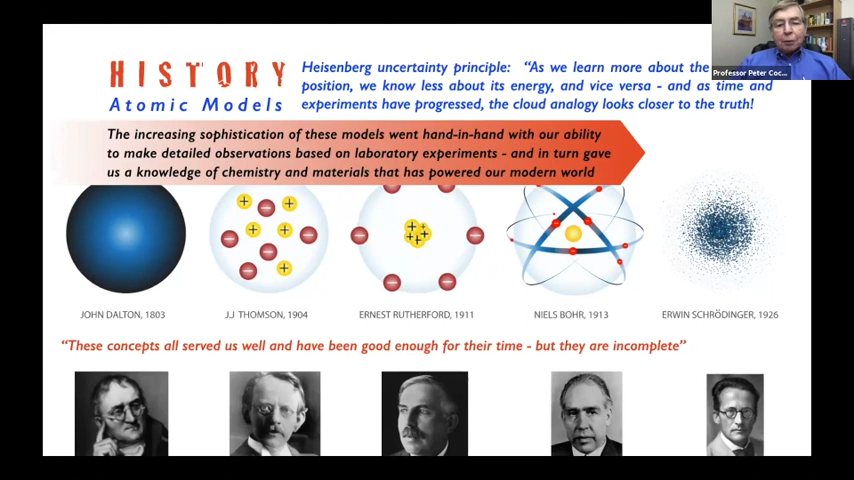 Professor Peter Coc...
HISTORY
Atomic Models
Heisenberg uncertainty principle: "As we learn more about the
position, we know less about its energy, and vice versa - and as time and
experiments have progressed, the cloud analogy looks closer to the truth!
The increasing sophistication of these models went hand-in-hand with our ability
to make detailed observations based on laboratory experiments - and in turn gave
us a knowledge of chemistry and materials that has powered our modern world
JOHN DALTON, 1803
J.J THOMSON, 1904
ERNEST RUTHERFORD, 1911
NIELS BOHR, 1913
ERWIN SCHRÖDINGER, 1926
"These concepts all served us well and have been good enough for their time - but they are incomplete"